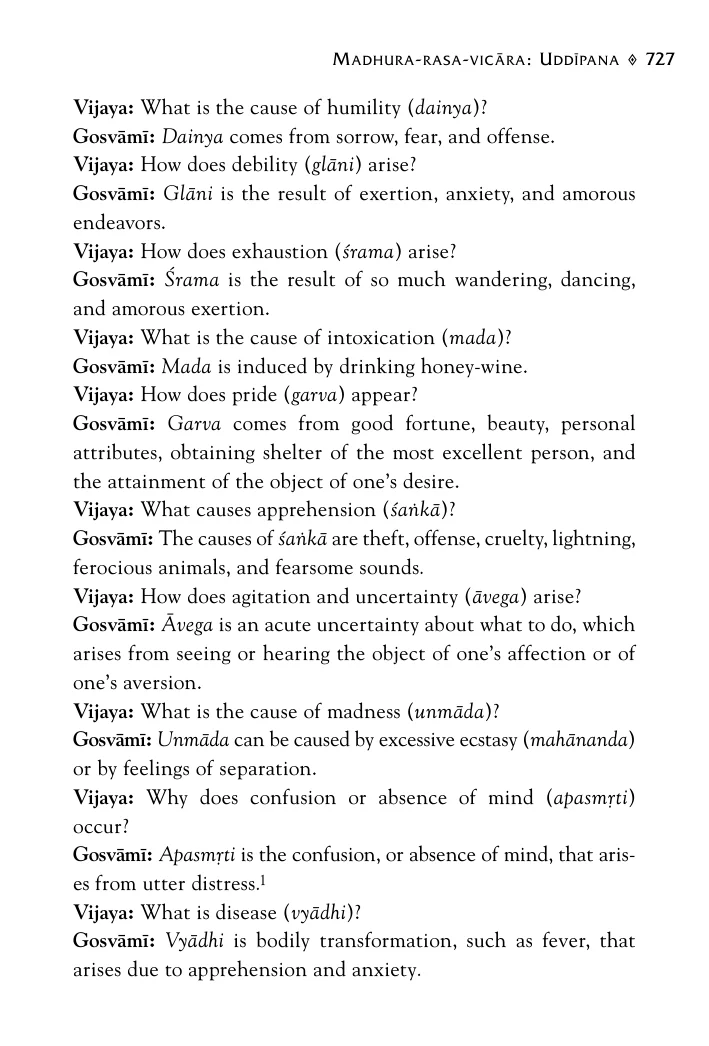 MADHURA-RASA-VICĀRA: UDDĪPANA ◈ 727
Vijaya: What is the cause of humility (dainya)?
Gosvāmī: Dainya comes from sorrow, fear, and offense.
Vijaya: How does debility (glāni) arise?
Gosvāmī: Glāni is the result of exertion, anxiety, and amorous
endeavors.
Vijaya: How does exhaustion (śrama) arise?
Gosvāmī: Śrama is the result of so much wandering, dancing,
and amorous exertion.
Vijaya: What is the cause of intoxication (mada)?
Gosvāmī: Mada is induced by drinking honey-wine.
Vijaya: How does pride (garva) appear?
Gosvāmī: Garva comes from good fortune, beauty, personal
attributes, obtaining shelter of the most excellent person, and
the attainment of the object of one’s desire.
Vijaya: What causes apprehension (śaṅkā)?
Gosvāmī: The causes of śaṅkā are theft, offense, cruelty, lightning,
ferocious animals, and fearsome sounds.
Vijaya: How does agitation and uncertainty (āvega) arise?
Gosvāmī: Āvega is an acute uncertainty about what to do, which
arises from seeing or hearing the object of one’s affection or of
one’s aversion.
Vijaya: What is the cause of madness (unmāda)?
Gosvāmī: Unmāda can be caused by excessive ecstasy (mahānanda)
or by feelings of separation.
Vijaya: Why does confusion or absence of mind (apasmṛti)
occur?
Gosvāmī: Apasmṛti is the confusion, or absence of mind, that aris-
es from utter distress.¹
Vijaya: What is disease (vyādhi)?
Gosvāmī: Vyādhi is bodily transformation, such as fever, that
arises due to apprehension and anxiety.